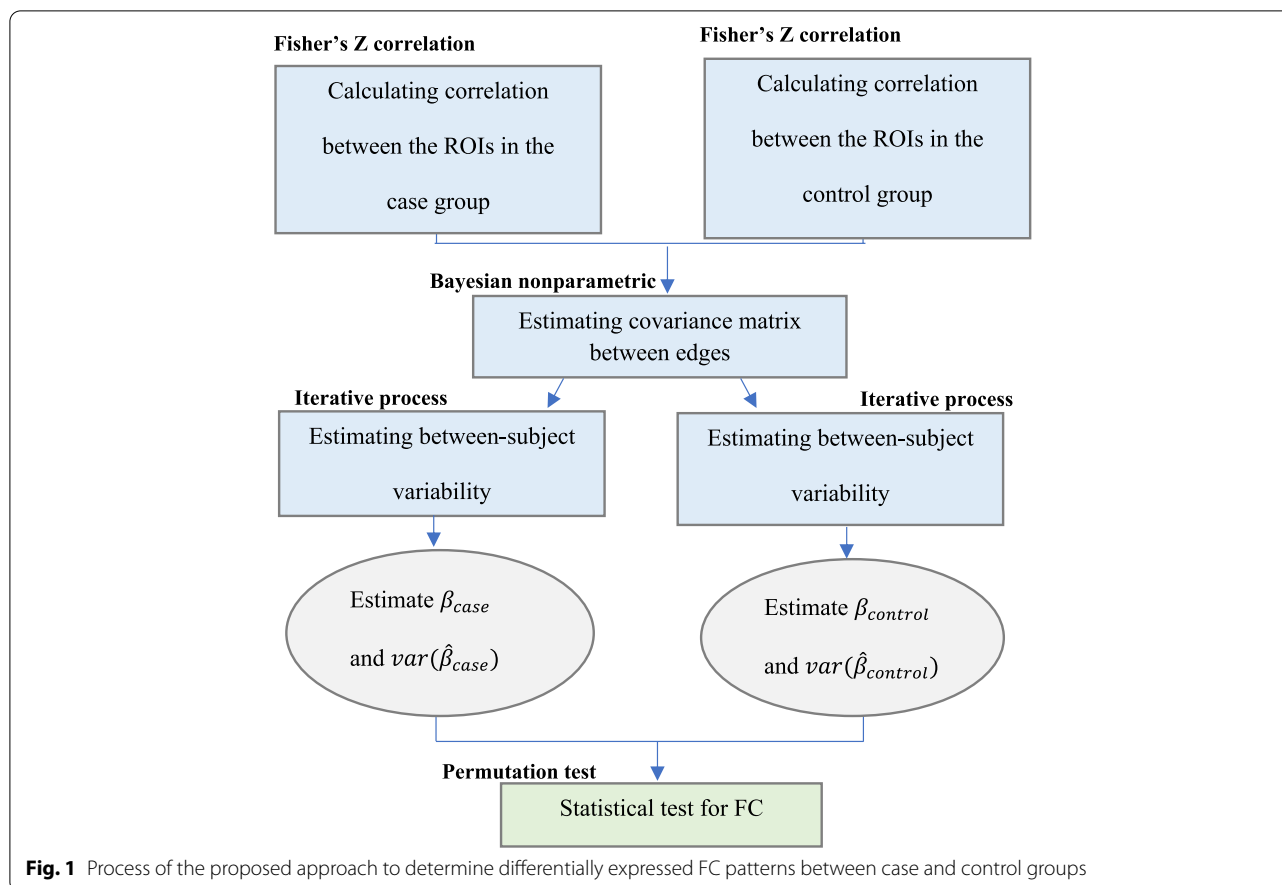 Fisher's Z correlation
Calculating correlation
between the ROIs in the
case group
Fisher's Z correlation
Calculating correlation
between the ROIs in the
control group
Bayesian nonparametric
Estimating covariance matrix
between edges
Iterative process
Estimating between-subject
variability
Iterative process
Estimating between-subject
variability
Estimate β_case
and var(β̂_case)
Estimate β_control
and var(β̂_control)
Permutation test
Statistical test for FC
Fig. 1 Process of the proposed approach to determine differentially expressed FC patterns between case and control groups